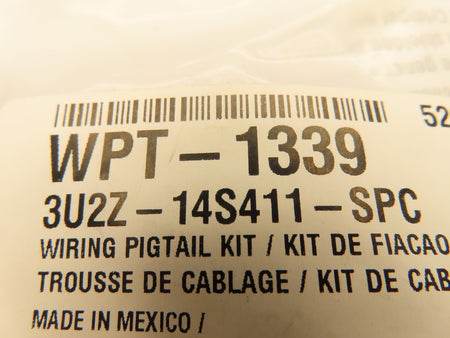 52
WPT-1339
3U2Z-14S411-SPC
WIRING PIGTAIL KIT / KIT DE FIACAO
TROUSSE DE CABLAGE / KIT DE CAB
MADE IN MEXICO /